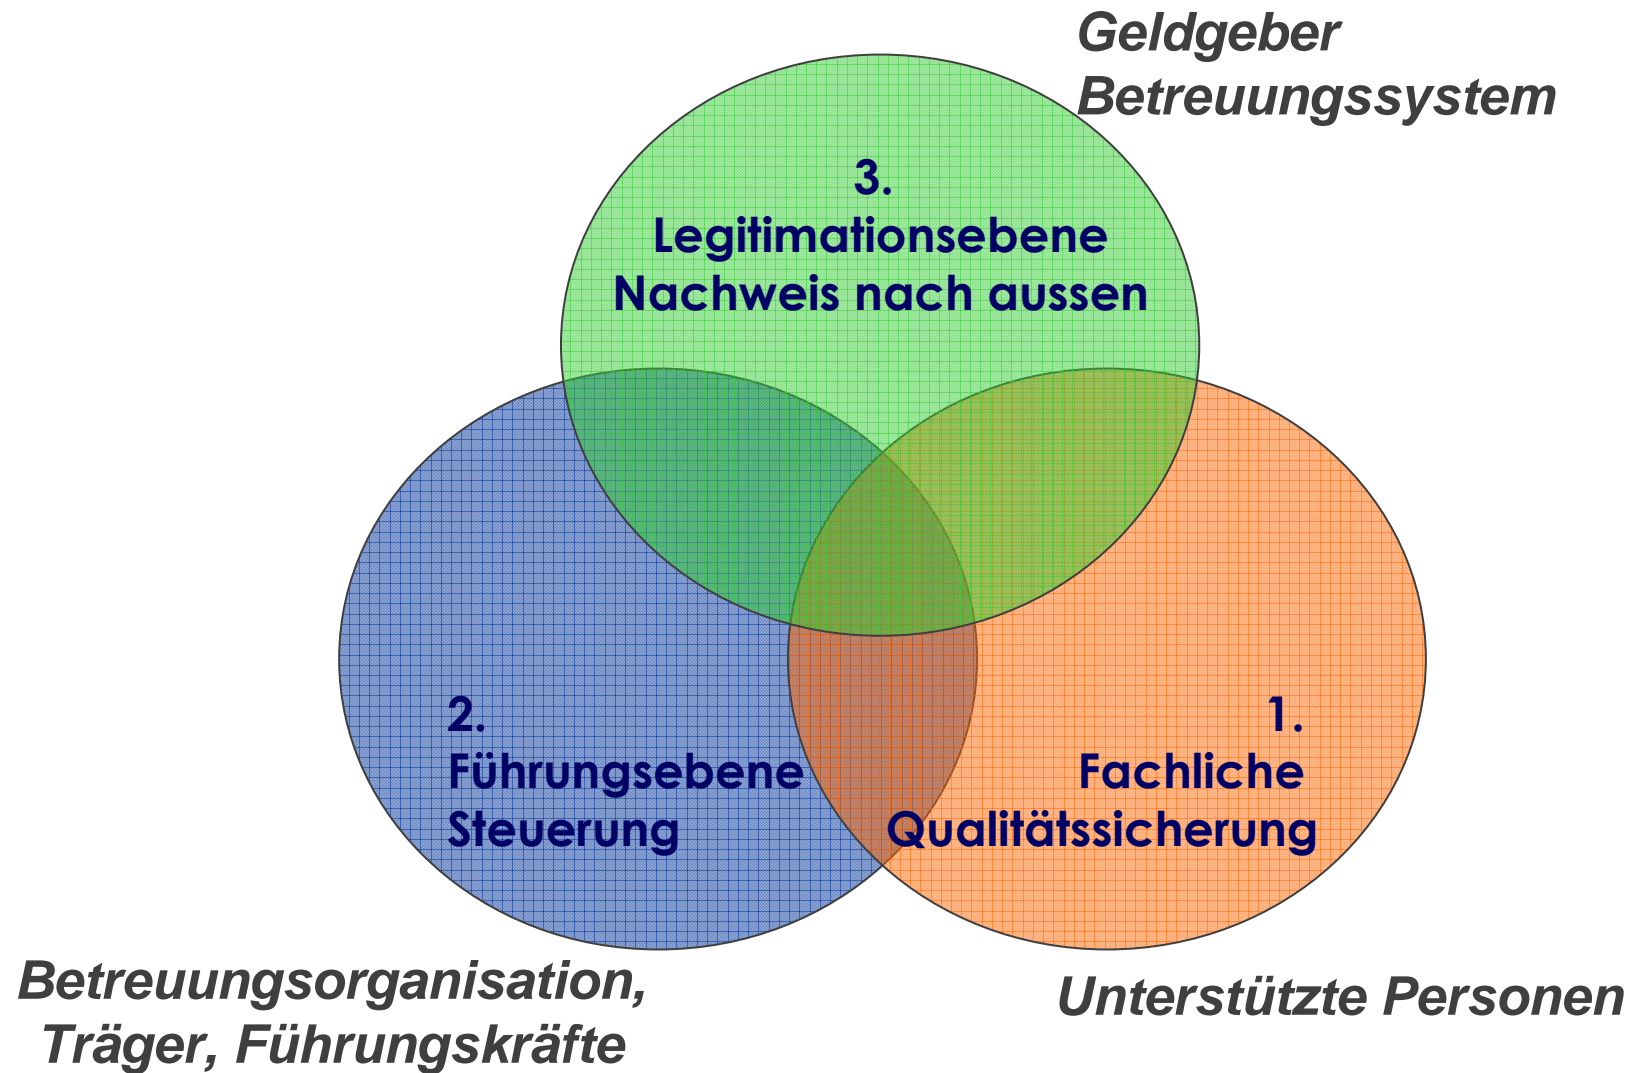 Geldgeber
Betreuungssystem
3.
Legitimationsebene
Nachweis nach aussen
2.
Führungsebene
Steuerung
1.
Fachliche
Qualitätssicherung
Betreuungsorganisation,
Träger, Führungskräfte
Unterstützte Personen